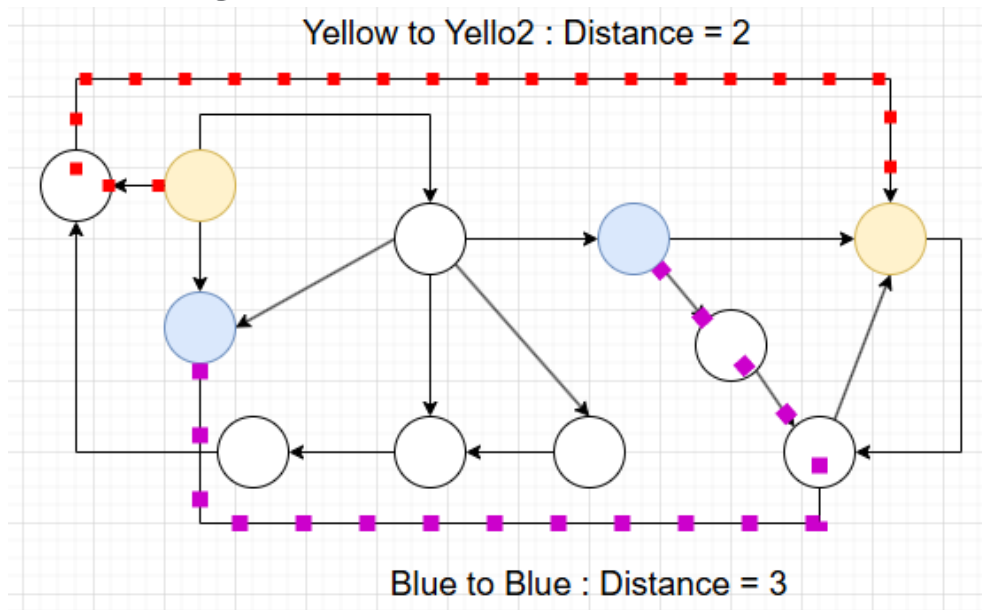 Yellow to Yello2 : Distance = 2
Blue to Blue : Distance = 3